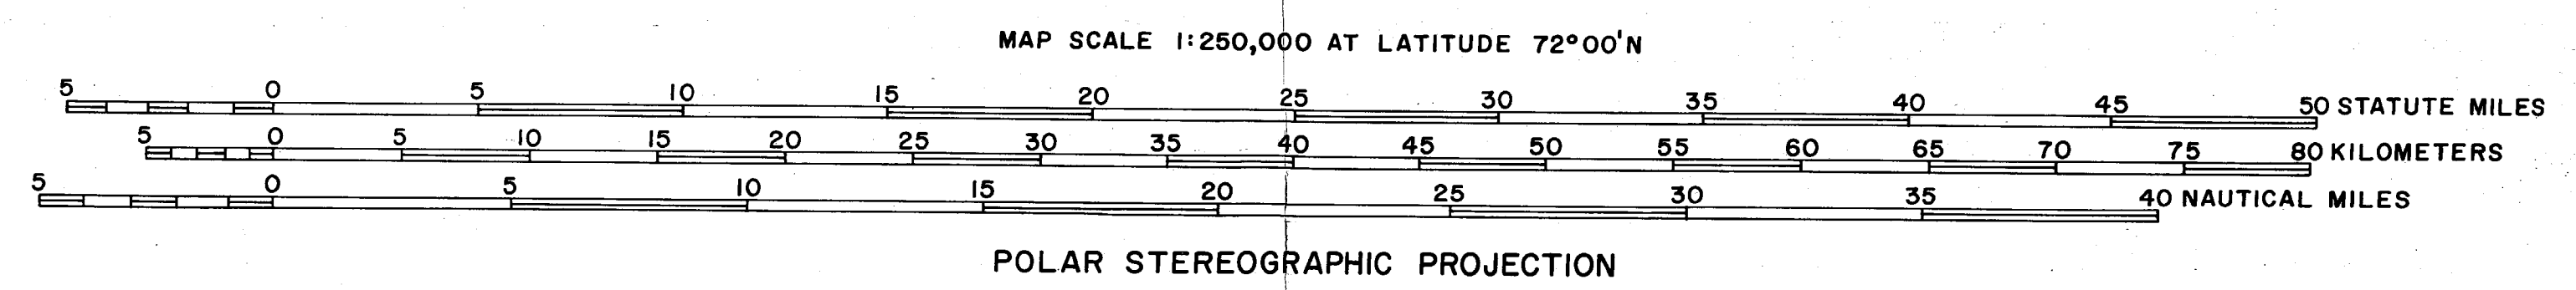 MAP SCALE 1:250,000 AT LATITUDE 72°00'N
5 0 5 10 15 20 25 30 35 40 45 50 STATUTE MILES
5 0 5 10 15 20 25 30 35 40 45 50 55 60 65 70 75 80 KILOMETERS
5 0 5 10 15 20 25 30 35 40 NAUTICAL MILES
POLAR STEREOGRAPHIC PROJECTION